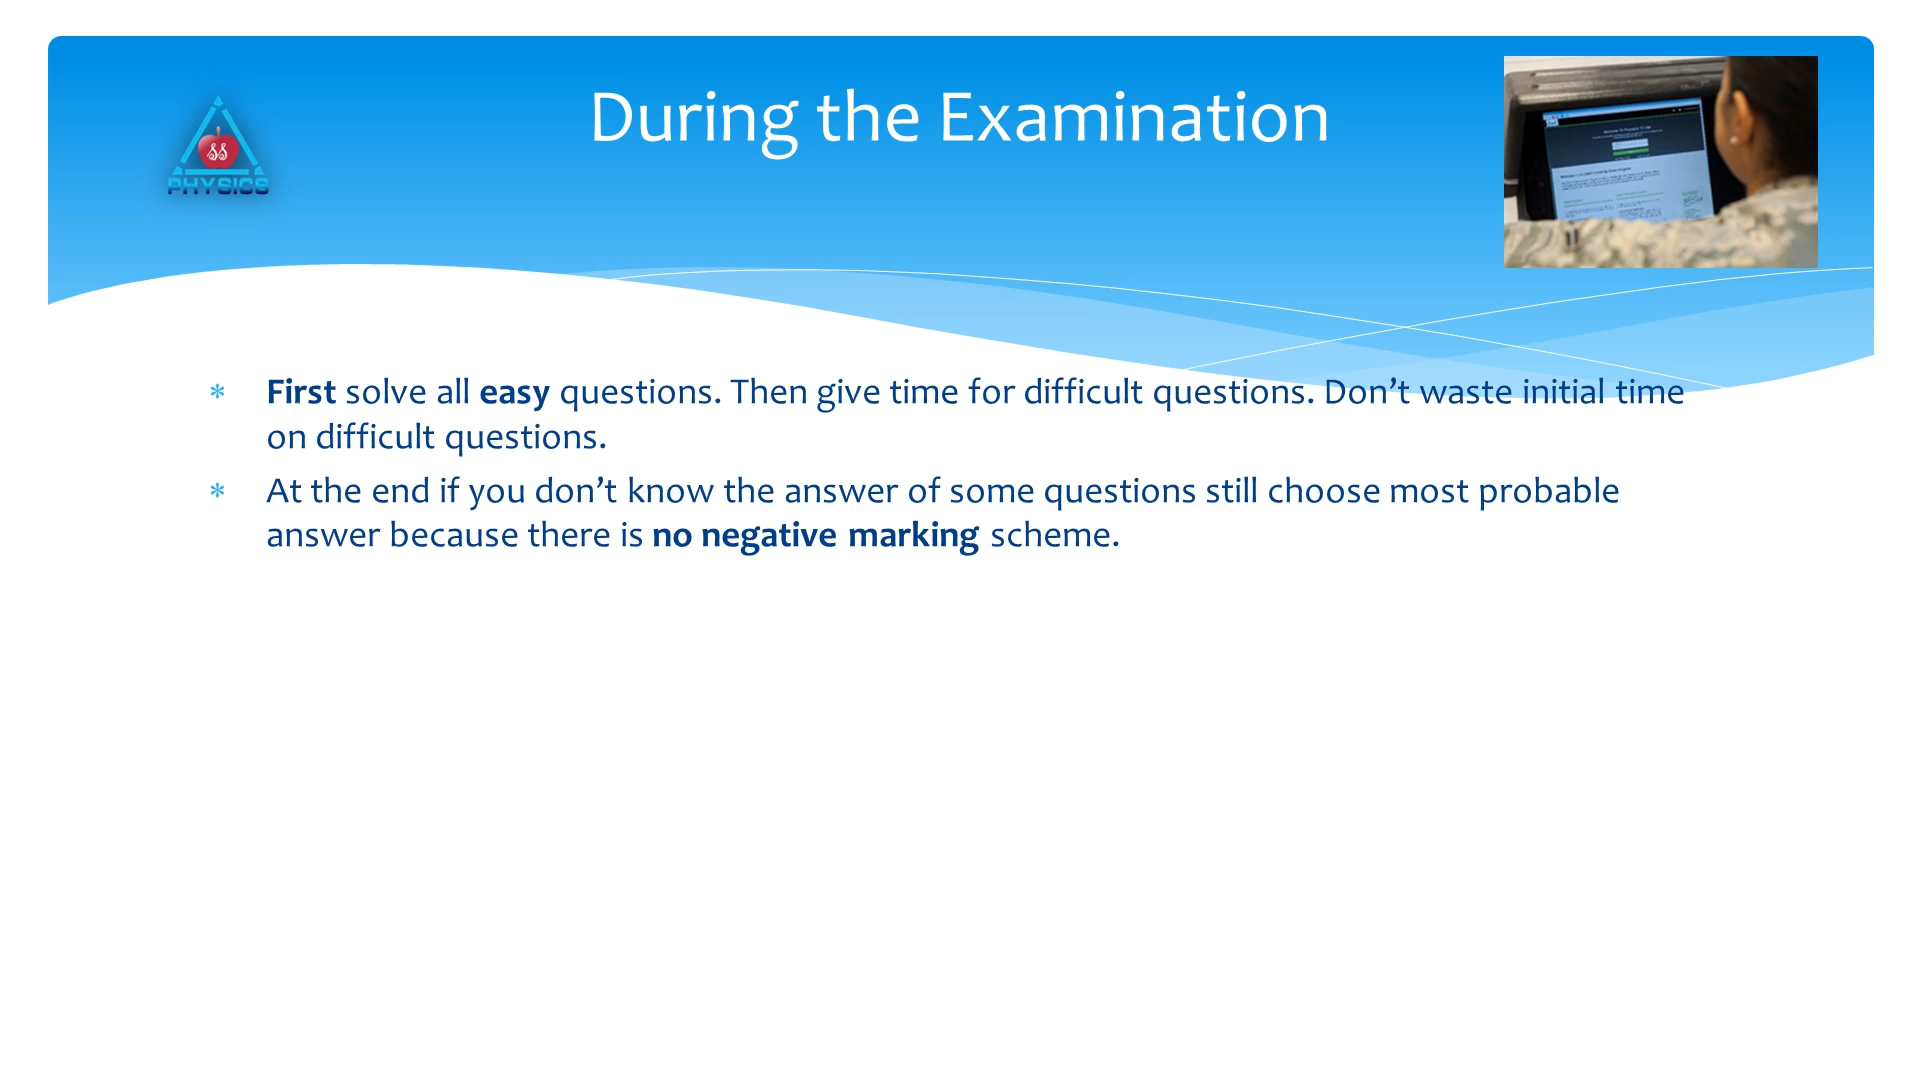 During the Examination
PHYSICS
* First solve all easy questions. Then give time for difficult questions. Don’t waste initial time
on difficult questions.
* At the end if you don’t know the answer of some questions still choose most probable
answer because there is no negative marking scheme.